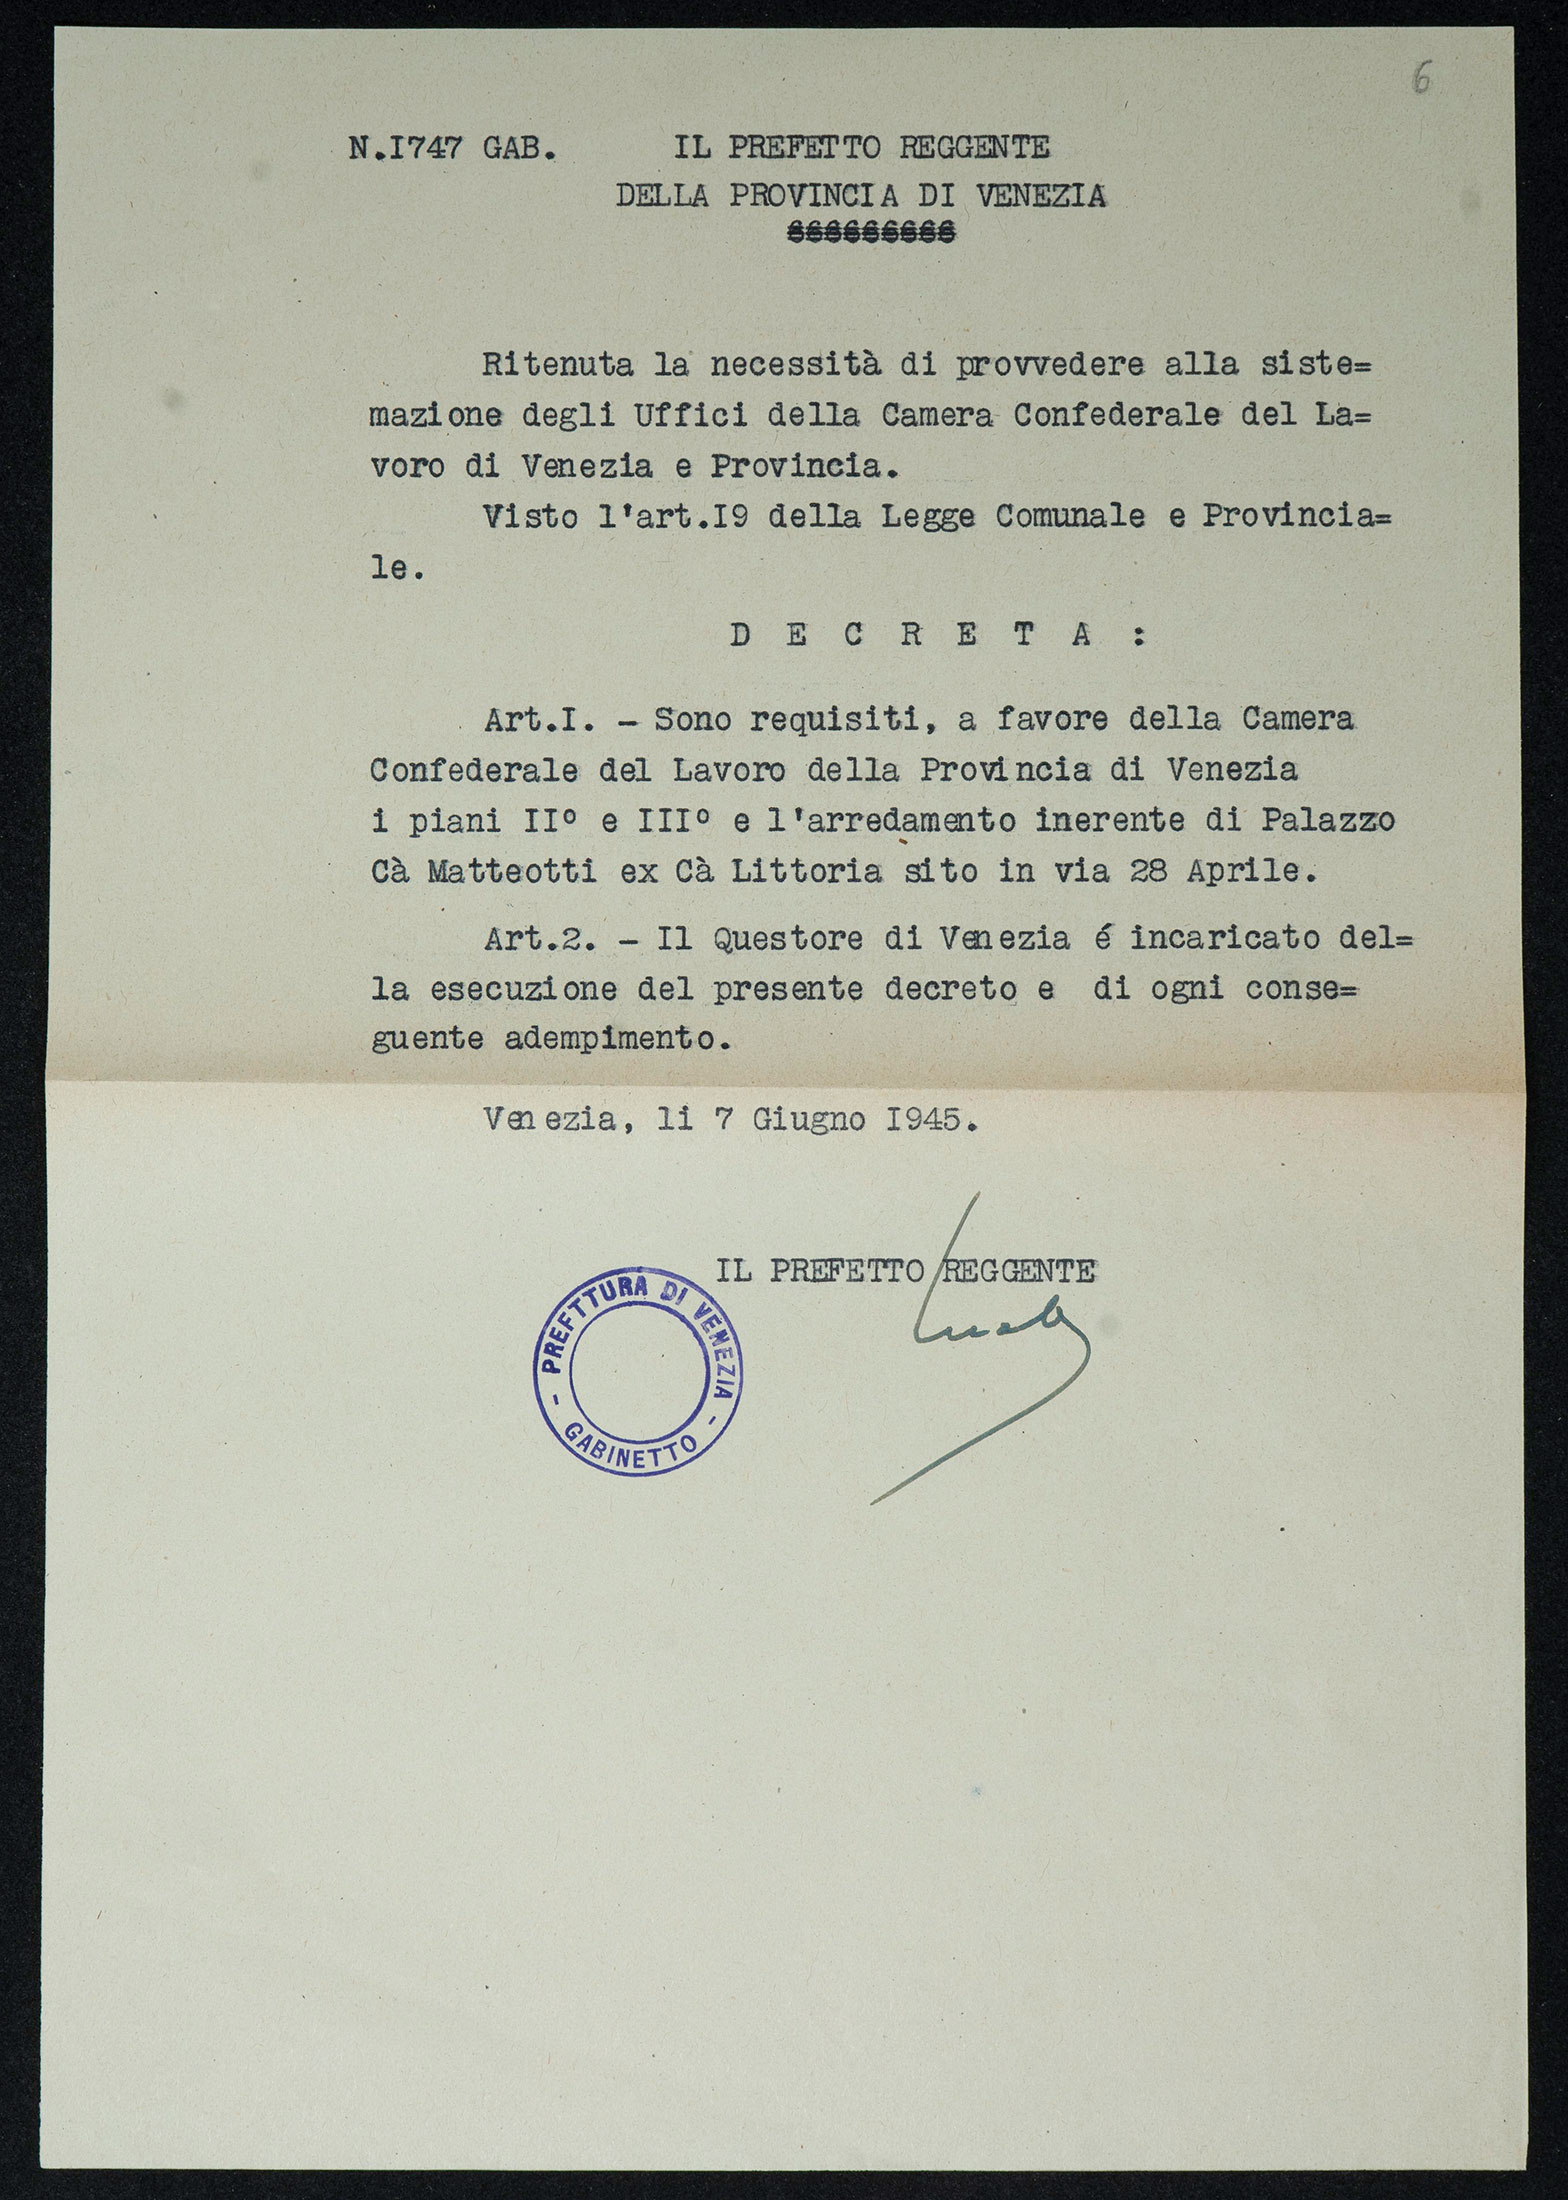 6
N.I747 GAB. IL PREFETTO REGGENTE
DELLA PROVINCIA DI VENEZIA
Ritenuta la necessità di provvedere alla siste=
mazione degli Uffici della Camera Confederale del La=
voro di Venezia e Provincia.
Visto l'art.I9 della Legge Comunale e Provincia=
le.
D E C R E T A :
Art.I. - Sono requisiti, a favore della Camera
Confederale del Lavoro della Provincia di Venezia
i piani II° e III° e l'arredamento inerente di Palazzo
Cà Matteotti ex Cà Littoria sito in via 28 Aprile.
Art.2. - Il Questore di Venezia é incaricato del=
la esecuzione del presente decreto e di ogni conse=
guente adempimento.
Venezia, li 7 Giugno I945.
IL PREFETTO REGGENTE
PREFETTURA DI VENEZIA
- GABINETTO -